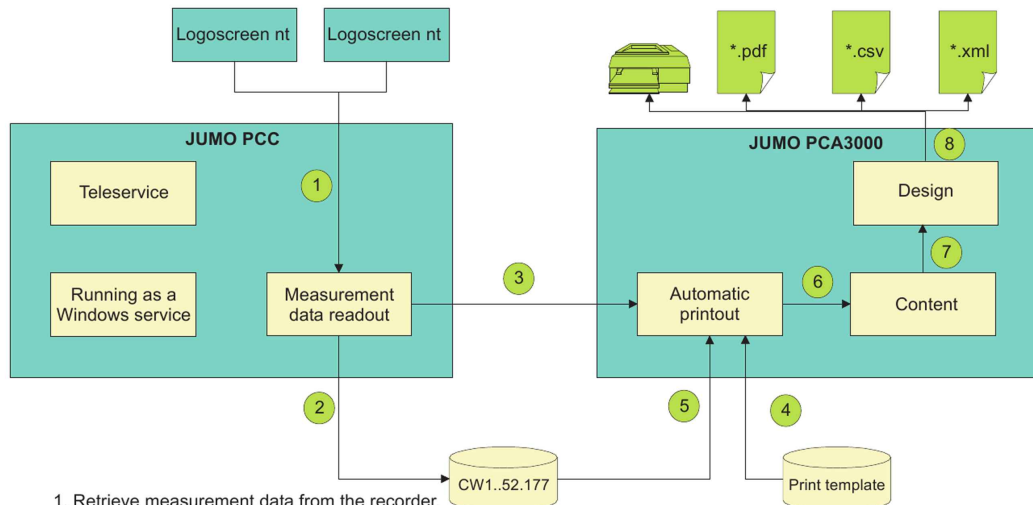 Logoscreen nt
Logoscreen nt
*.pdf
*.csv
*.xml
JUMO PCC
JUMO PCA3000
8
Teleservice
1
Design
7
Running as a
Windows service
Measurement
data readout
3
Automatic
printout
6
Content
2
5
4
CW1..52.177
Print template
1. Retrieve measurement data from the recorder